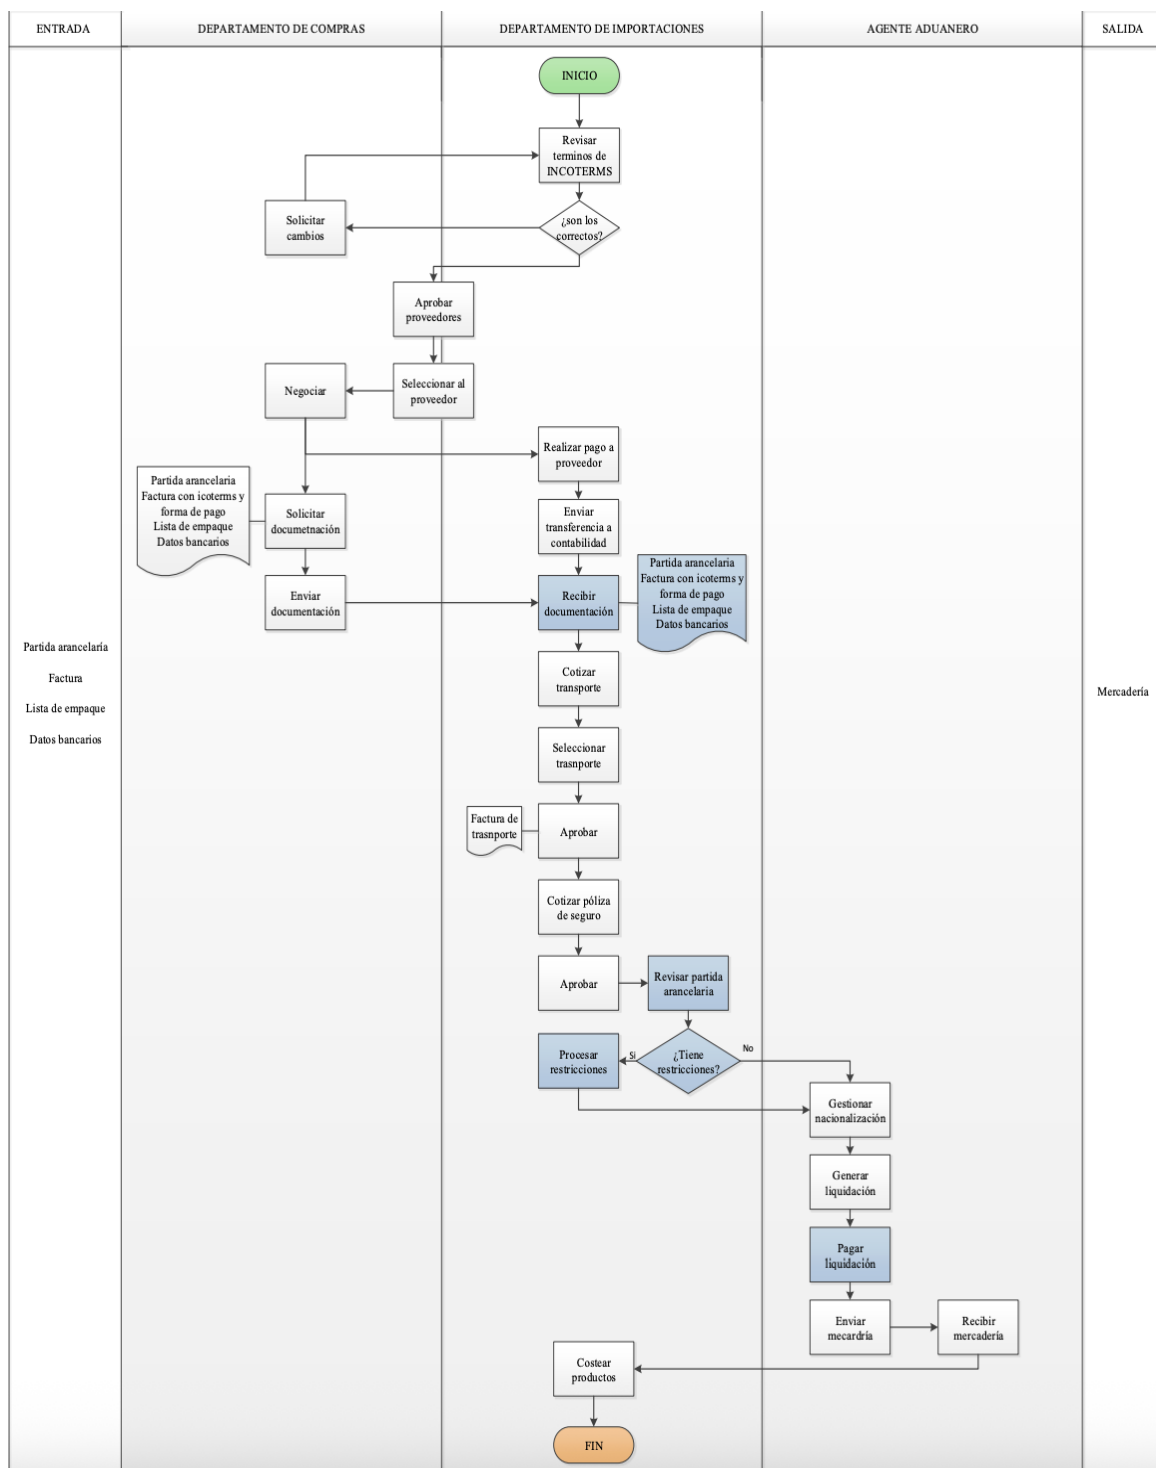 ENTRADA
DEPARTAMENTO DE COMPRAS
DEPARTAMENTO DE IMPORTACIONES
AGENTE ADUANERO
SALIDA
INICIO
Revisar
terminos de
INCOTERMS
Solicitar
cambios
¿son los
correctos?
Aprobar
proveedores
Negociar
Seleccionar al
proveedor
Realizar pago a
proveedor
Partida arancelaria
Factura con icoterms y
forma de pago
Lista de empaque
Datos bancarios
Solicitar
documetnación
Enviar
transferencia a
contabilidad
Enviar
documentación
Recibir
documentación
Partida arancelaria
Factura con icoterms y
forma de pago
Lista de empaque
Datos bancarios
Partida arancelaría
Factura
Lista de empaque
Datos bancarios
Cotizar
transporte
Mercadería
Seleccionar
trasnporte
Factura de
trasnporte
Aprobar
Cotizar póliza
de seguro
Aprobar
Revisar partida
arancelaria
Procesar
restricciones
Si
¿Tiene
restricciones?
No
Gestionar
nacionalización
Generar
liquidación
Pagar
liquidación
Enviar
mecardría
Recibir
mercadería
Costear
productos
FIN